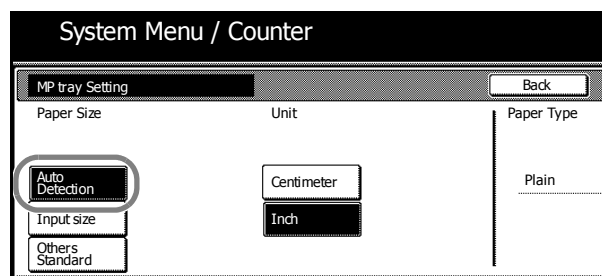 System Menu / Counter
MP tray Setting
Back
Paper Size
Unit
Paper Type
Auto
Detection
Centimeter
Plain
Input size
Inch
Others
Standard